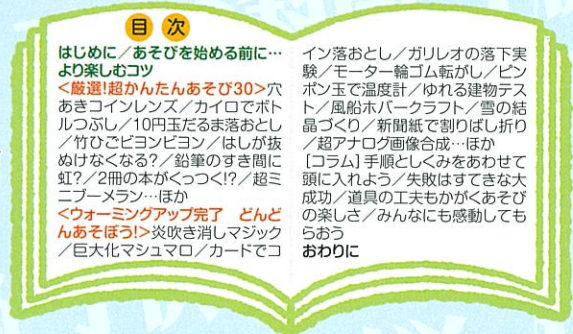 目次
はじめに／あそびを始める前に…
より楽しむコツ
<厳選!超かんたんあそび30>穴
あきコインレンズ／カイロでボト
ルつぶし／10円玉だるま落おとし
／竹ひごビヨンビヨン／はしが抜
ぬけなくなる?／鉛筆のすき間に
虹?／2冊の本がくっつく!?／超ミ
ニブーメラン…ほか
<ウォーミングアップ完了　どんど
んあそぼう!>炎吹き消しマジック
／巨大化マシュマロ／カードでコ
イン落おとし／ガリレオの落下実
験／モーター輪ゴム転がし／ピン
ポン玉で温度計／ゆれる建物テス
ト／風船ホバークラフト／雪の結
晶づくり／新聞紙で割りばし折り
／超アナログ画像合成…ほか
[コラム]手順としくみをあわせて
頭に入れよう／失敗はすてきな大
成功／道具の工夫もかがくあそび
の楽しさ／みんなにも感動しても
らおう
おわりに